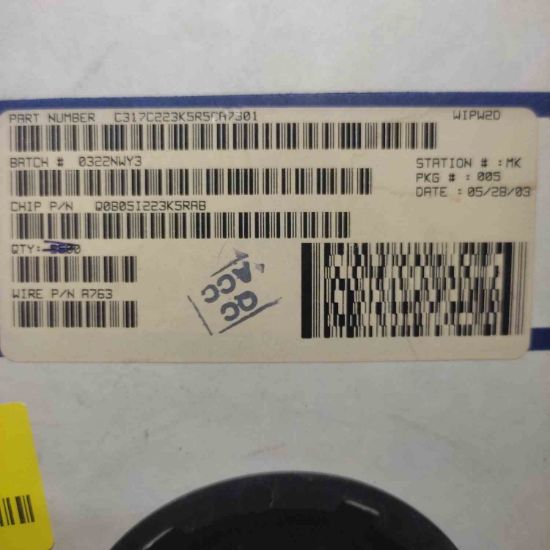 PART NUMBER C317C223K5R5CA7301 WIPW2D
BATCH # 0322NWY3
STATION # : MK
PKG # : 005
DATE : 05/28/03
CHIP P/N Q0805I223K5RAB
QTY:
WIRE P/N A763
QC
ACC